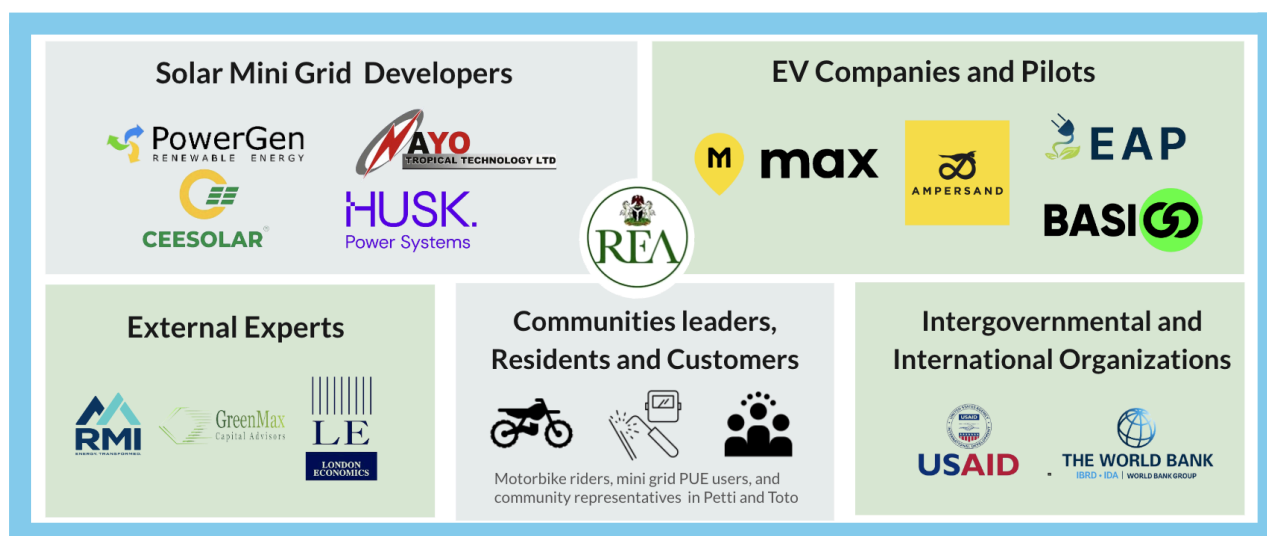 Solar Mini Grid Developers
PowerGen
RENEWABLE ENERGY
NAYO
TROPICAL TECHNOLOGY LTD
CEESOLAR®
HUSK.
Power Systems
REA
EV Companies and Pilots
M
max
AMPERSAND
EAP
BASIGO
External Experts
RMI
ENERGY. TRANSFORMED.
GreenMax
Capital Advisors
LE
LONDON
ECONOMICS
Communities leaders,
Residents and Customers
Motorbike riders, mini grid PUE users, and
community representatives in Petti and Toto
Intergovernmental and
International Organizations
USAID
USAID
.
THE WORLD BANK
IBRD • IDA | WORLD BANK GROUP